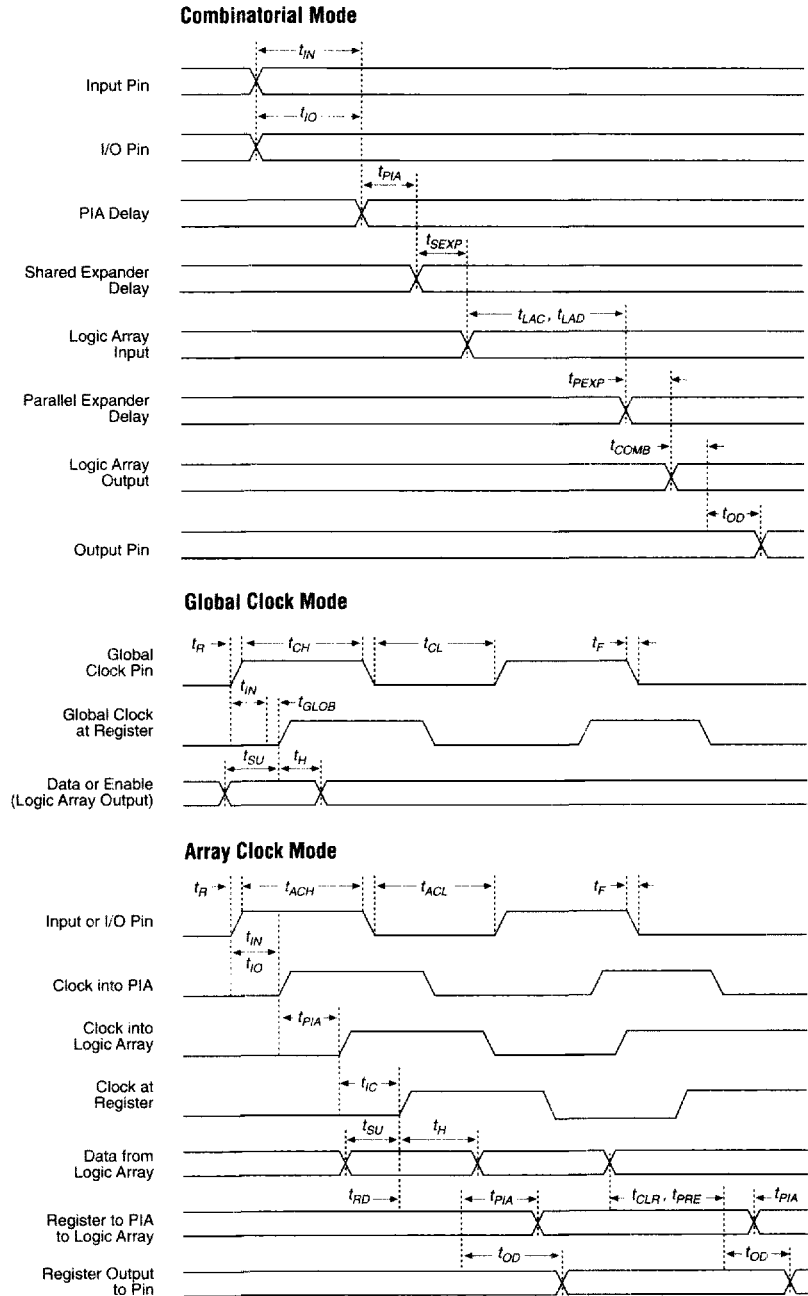 Combinatorial Mode
t_IN
Input Pin
t_IO
I/O Pin
t_PIA
PIA Delay
t_SEXP
Shared Expander
Delay
t_LAC, t_LAD
Logic Array
Input
t_PEXP
Parallel Expander
Delay
t_COMB
Logic Array
Output
t_OD
Output Pin
Global Clock Mode
t_R t_CH t_CL t_F
Global
Clock Pin
t_IN
t_GLOB
Global Clock
at Register
t_SU t_H
Data or Enable
(Logic Array Output)
Array Clock Mode
t_R t_ACH t_ACL t_F
Input or I/O Pin
t_IN
t_IO
Clock into PIA
t_PIA
Clock into
Logic Array
t_IC
Clock at
Register
t_SU t_H
Data from
Logic Array
t_RD t_PIA t_CLR, t_PRE t_PIA
Register to PIA
to Logic Array
t_OD t_OD
Register Output
to Pin